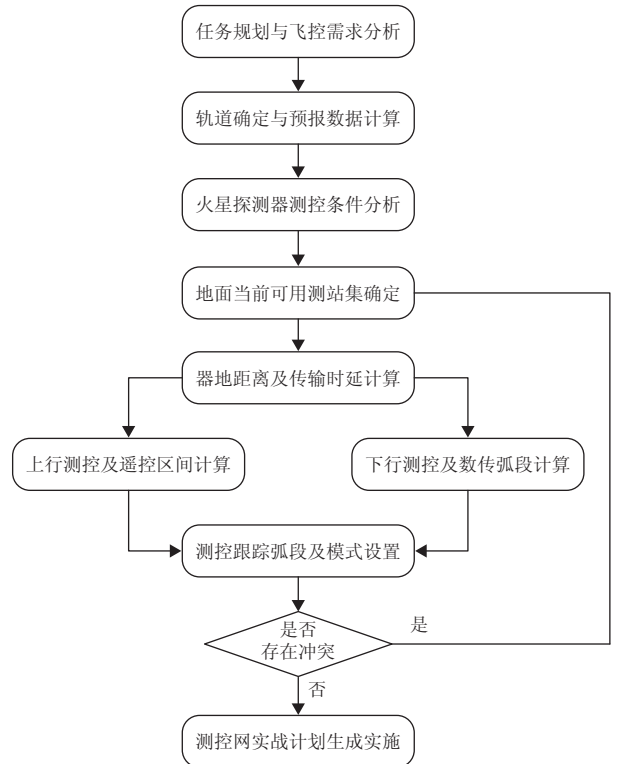 任务规划与飞控需求分析
轨道确定与预报数据计算
火星探测器测控条件分析
地面当前可用测站集确定
器地距离及传输时延计算
上行测控及遥控区间计算
下行测控及数传弧段计算
测控跟踪弧段及模式设置
是否
存在冲突
是
否
测控网实战计划生成实施